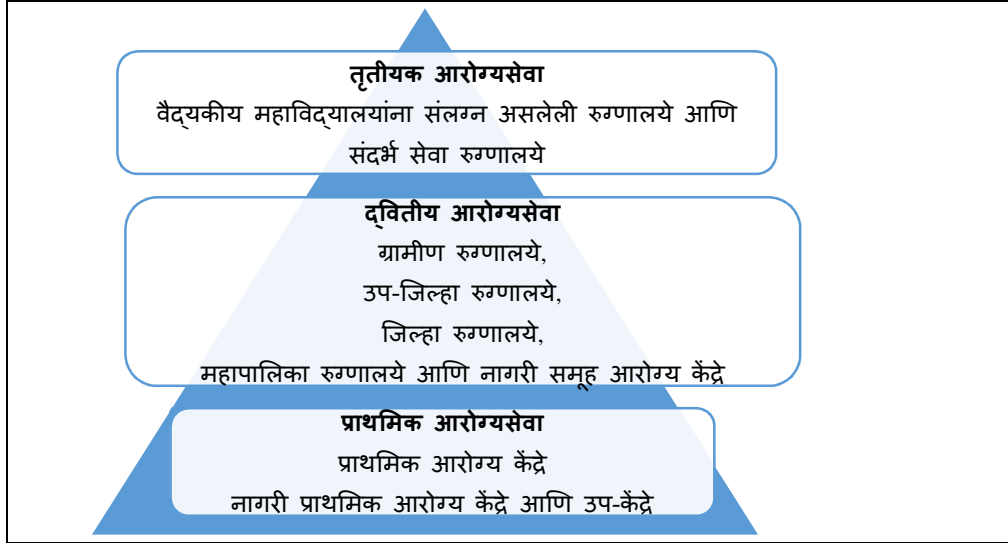 तृतीयक आरोग्यसेवा
वैद्यकीय महाविद्यालयांना संलग्न असलेली रुग्णालये आणि
संदर्भ सेवा रुग्णालये
द्वितीय आरोग्यसेवा
ग्रामीण रुग्णालये,
उप-जिल्हा रुग्णालये,
जिल्हा रुग्णालये,
महापालिका रुग्णालये आणि नागरी समूह आरोग्य केंद्रे
प्राथमिक आरोग्यसेवा
प्राथमिक आरोग्य केंद्रे
नागरी प्राथमिक आरोग्य केंद्रे आणि उप-केंद्रे